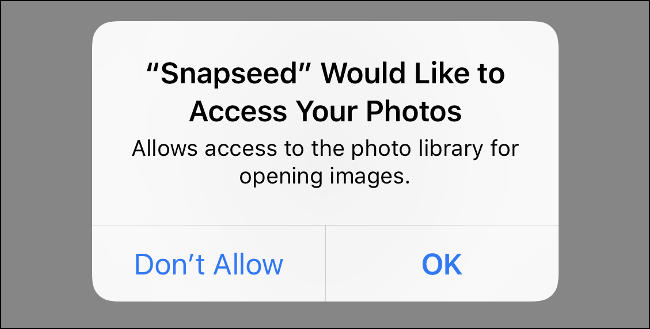 “Snapseed” Would Like to
Access Your Photos
Allows access to the photo library for
opening images.
Don’t Allow
OK